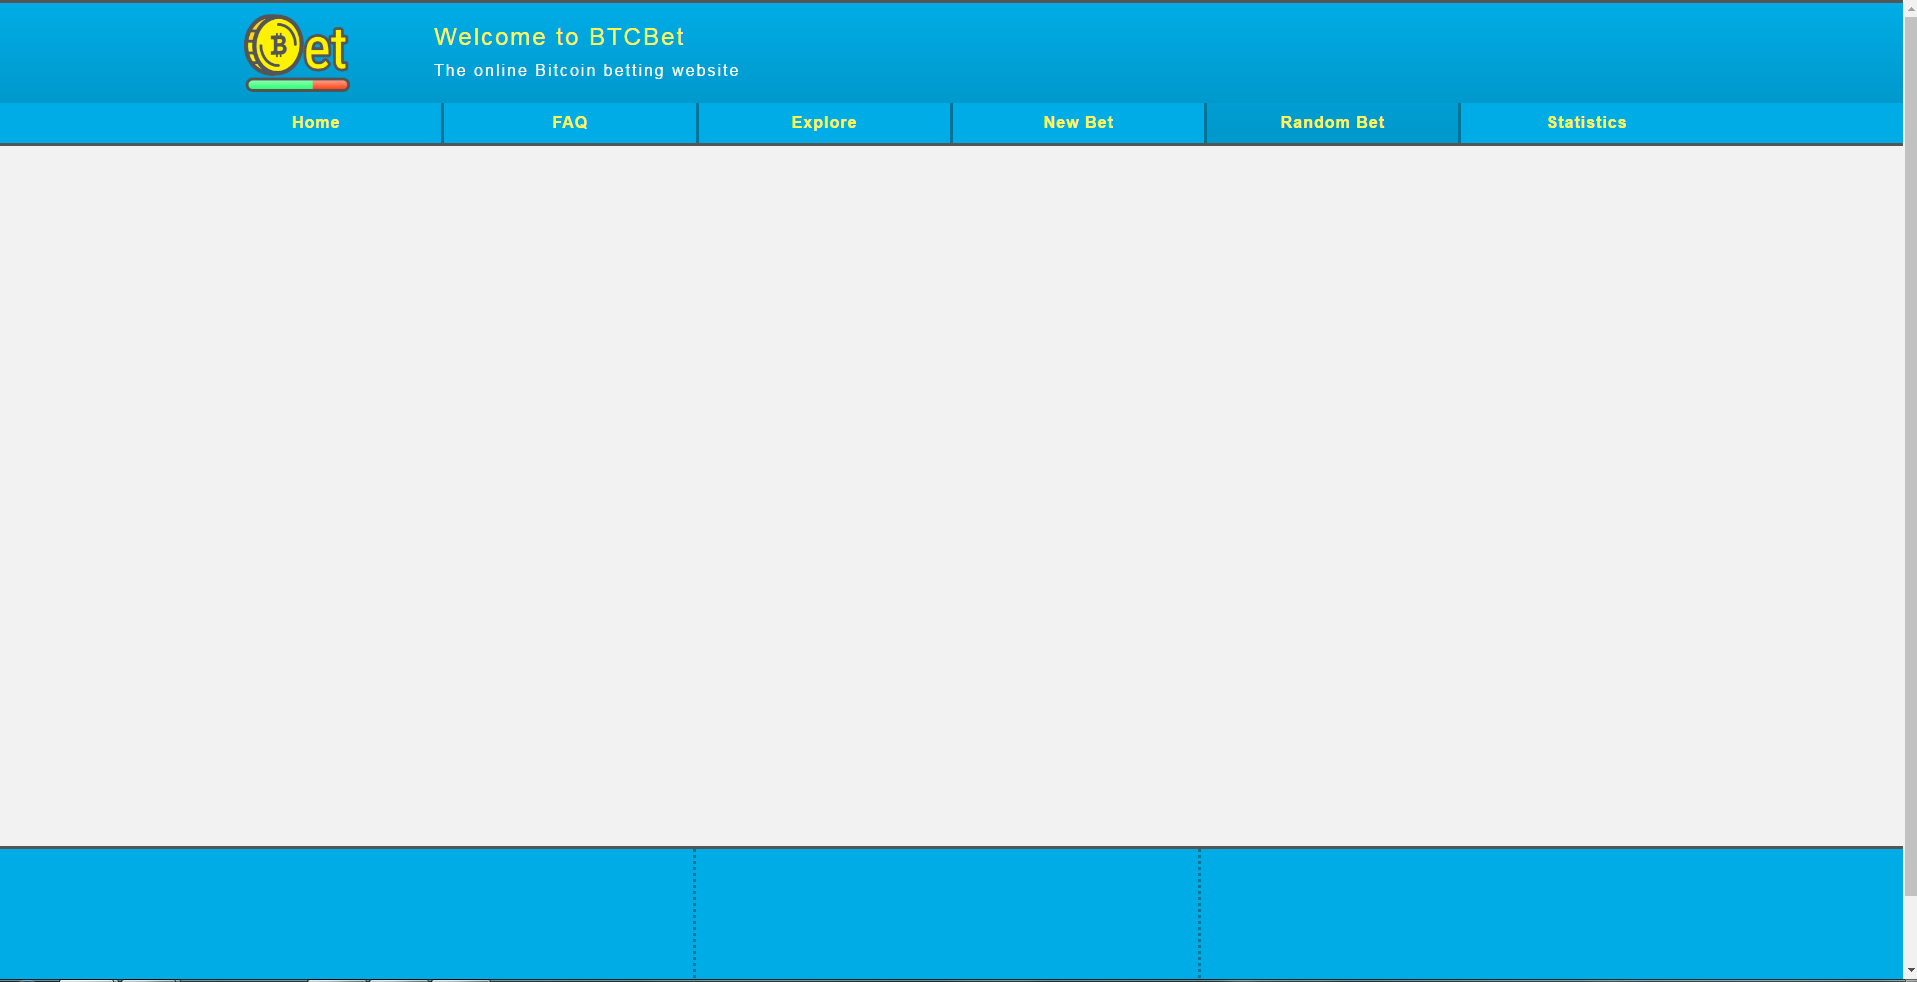 Bet
Welcome to BTCBet
The online Bitcoin betting website
Home
FAQ
Explore
New Bet
Random Bet
Statistics